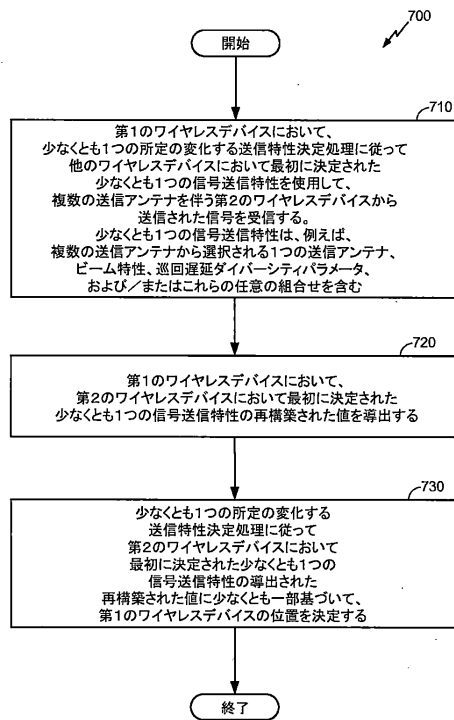 700
開始
710
第1のワイヤレスデバイスにおいて、
少なくとも1つの所定の変化する送信特性決定処理に従って
他のワイヤレスデバイスにおいて最初に決定された
少なくとも1つの信号送信特性を使用して、
複数の送信アンテナを伴う第2のワイヤレスデバイスから
送信された信号を受信する。
少なくとも1つの信号送信特性は、例えば、
複数の送信アンテナから選択される1つの送信アンテナ、
ビーム特性、巡回遅延ダイバーシティパラメータ、
および/またはこれらの任意の組合せを含む
720
第1のワイヤレスデバイスにおいて、
第2のワイヤレスデバイスにおいて最初に決定された
少なくとも1つの信号送信特性の再構築された値を導出する
730
少なくとも1つの所定の変化する
送信特性決定処理に従って
第2のワイヤレスデバイスにおいて
最初に決定された少なくとも1つの
信号送信特性の導出された
再構築された値に少なくとも一部基づいて、
第1のワイヤレスデバイスの位置を決定する
終了